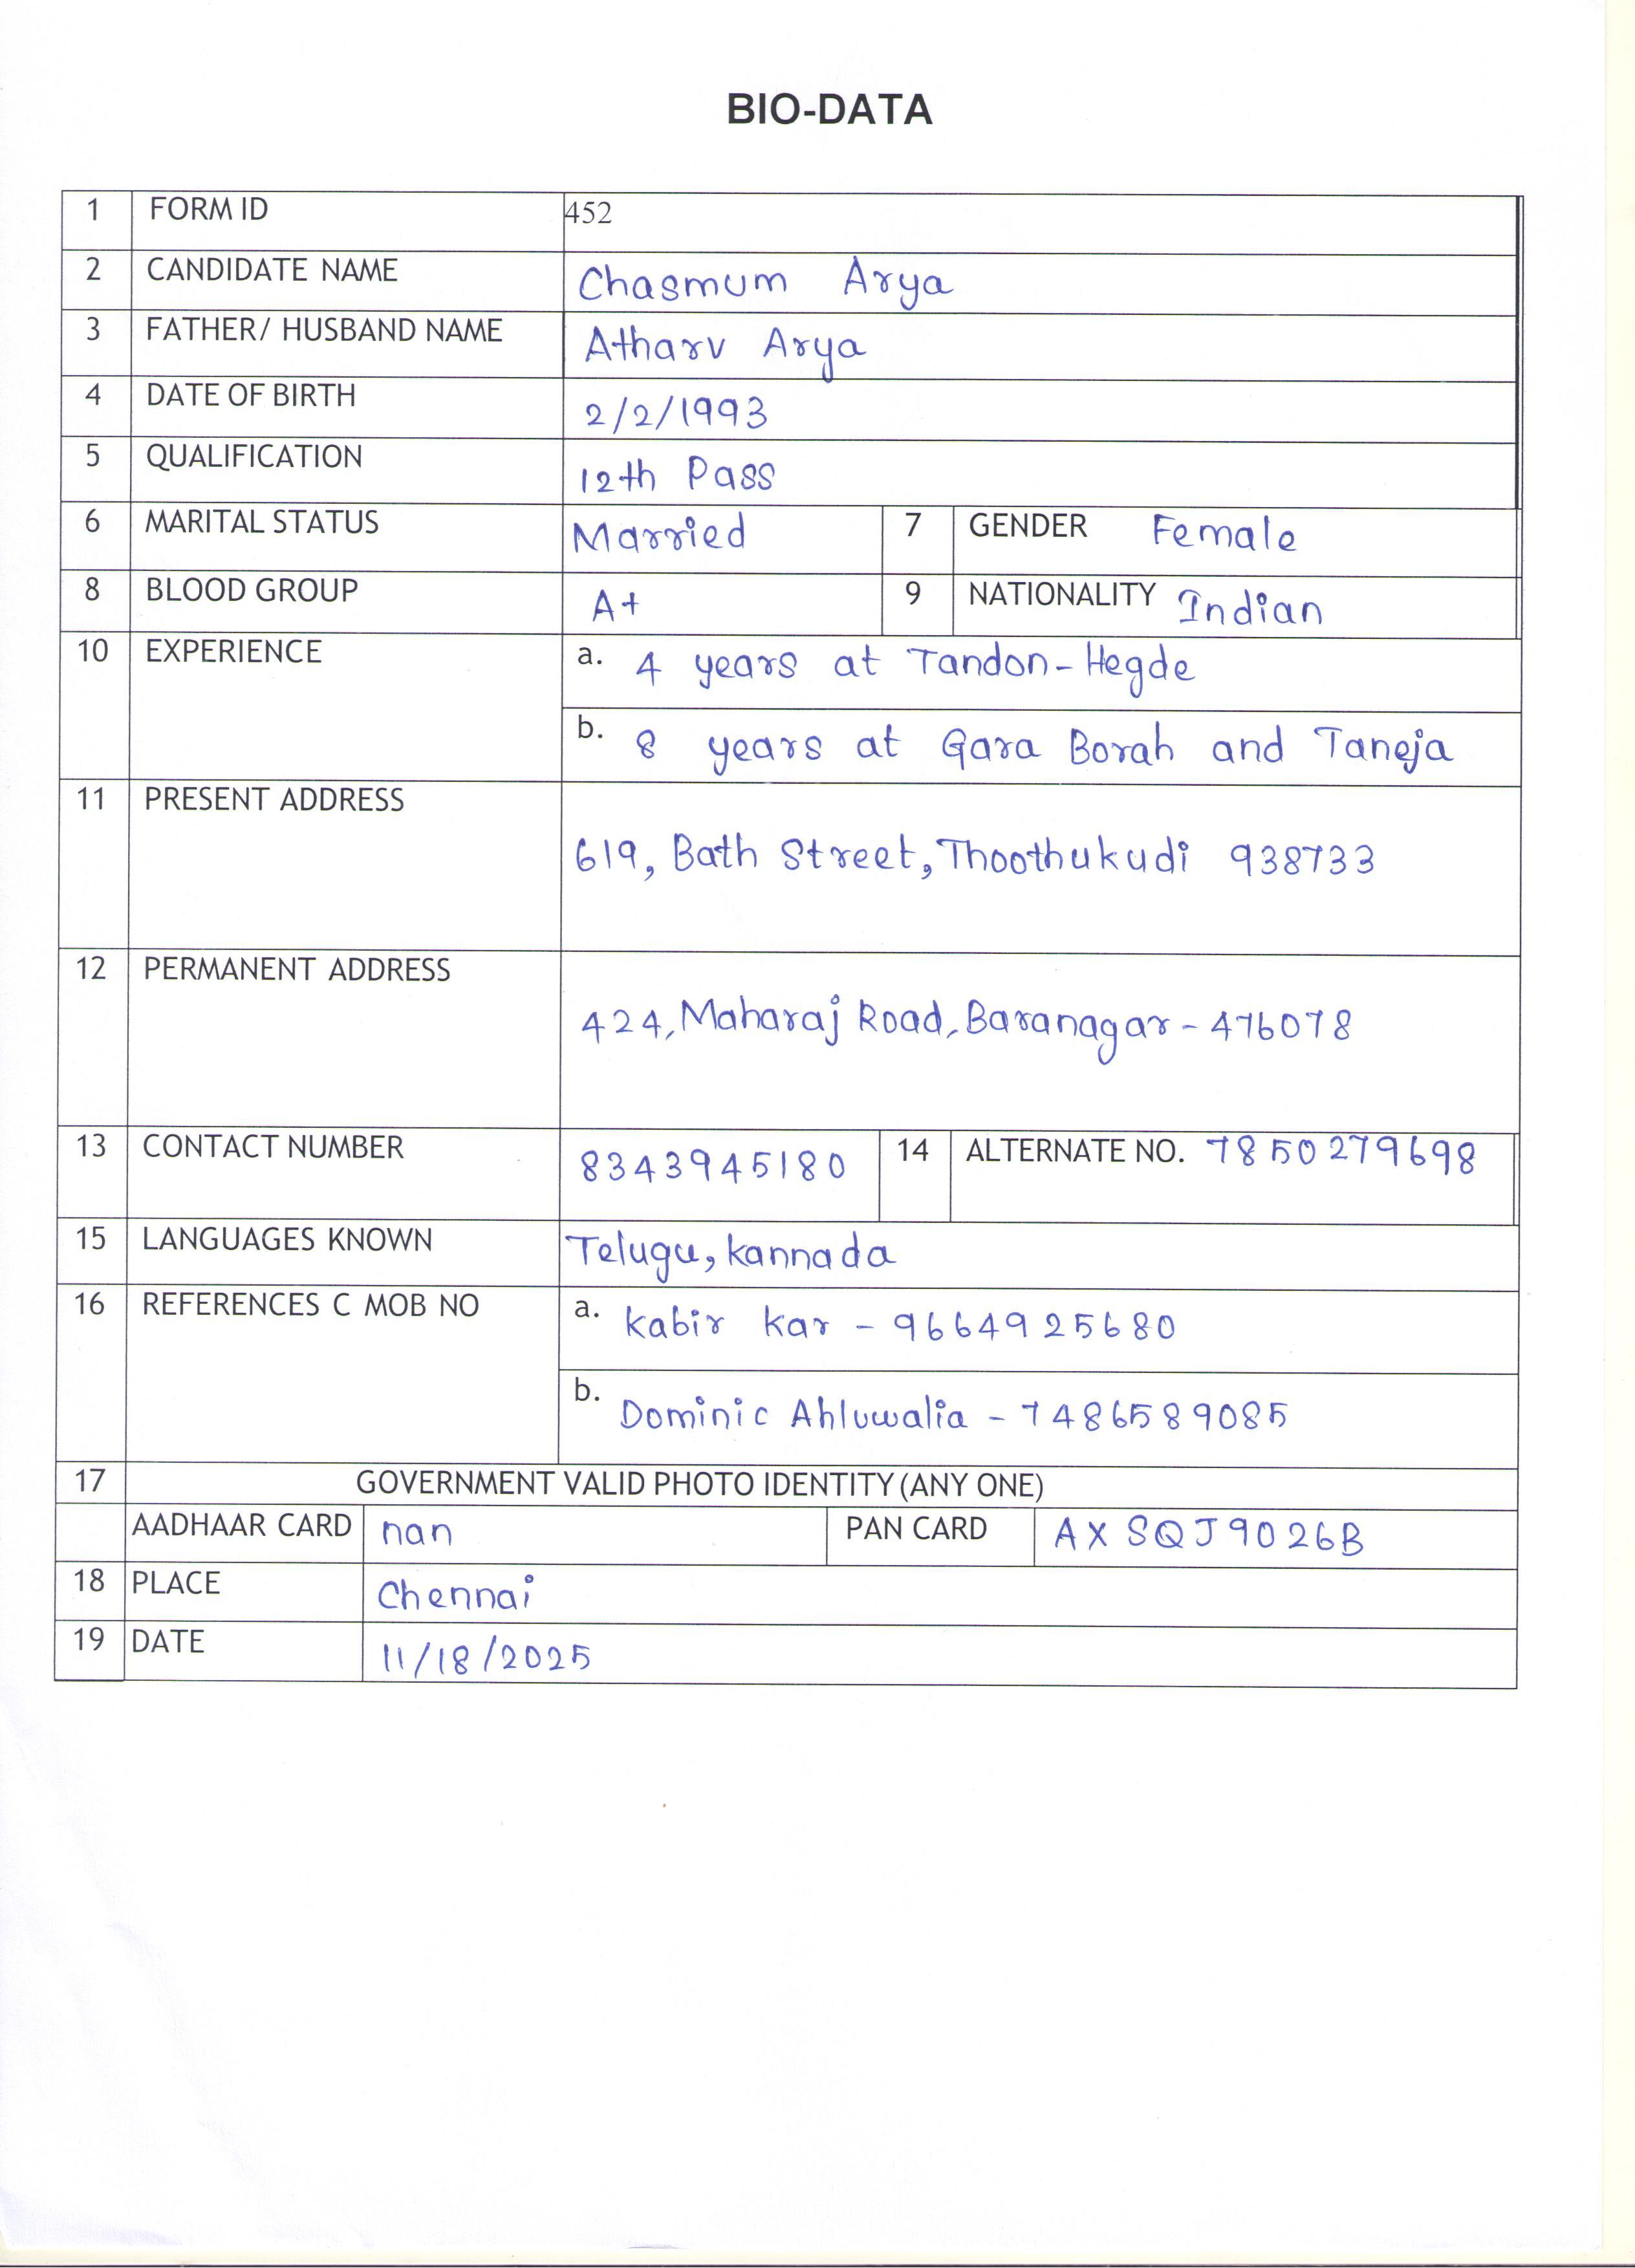 BIO-DATA
1 FORM ID 452
2 CANDIDATE NAME Chasmum Arya
3 FATHER/ HUSBAND NAME Atharv Arya
4 DATE OF BIRTH 2/2/1993
5 QUALIFICATION 12th Pass
6 MARITAL STATUS Married 7 GENDER Female
8 BLOOD GROUP A+ 9 NATIONALITY Indian
10 EXPERIENCE a. 4 years at Tandon-Hegde
b. 8 years at Gara Borah and Taneja
11 PRESENT ADDRESS
619, Bath Street, Thoothukudi 938733
12 PERMANENT ADDRESS
424, Maharaj Road, Baranagar - 476078
13 CONTACT NUMBER 8343945180 14 ALTERNATE NO. 7850279698
15 LANGUAGES KNOWN Telugu, kannada
16 REFERENCES C MOB NO a. kabir kar - 9664925680
b. Dominic Ahluwalia - 7486589085
17 GOVERNMENT VALID PHOTO IDENTITY (ANY ONE)
AADHAAR CARD nan PAN CARD AXSQJ9026B
18 PLACE Chennai
19 DATE 11/18/2025